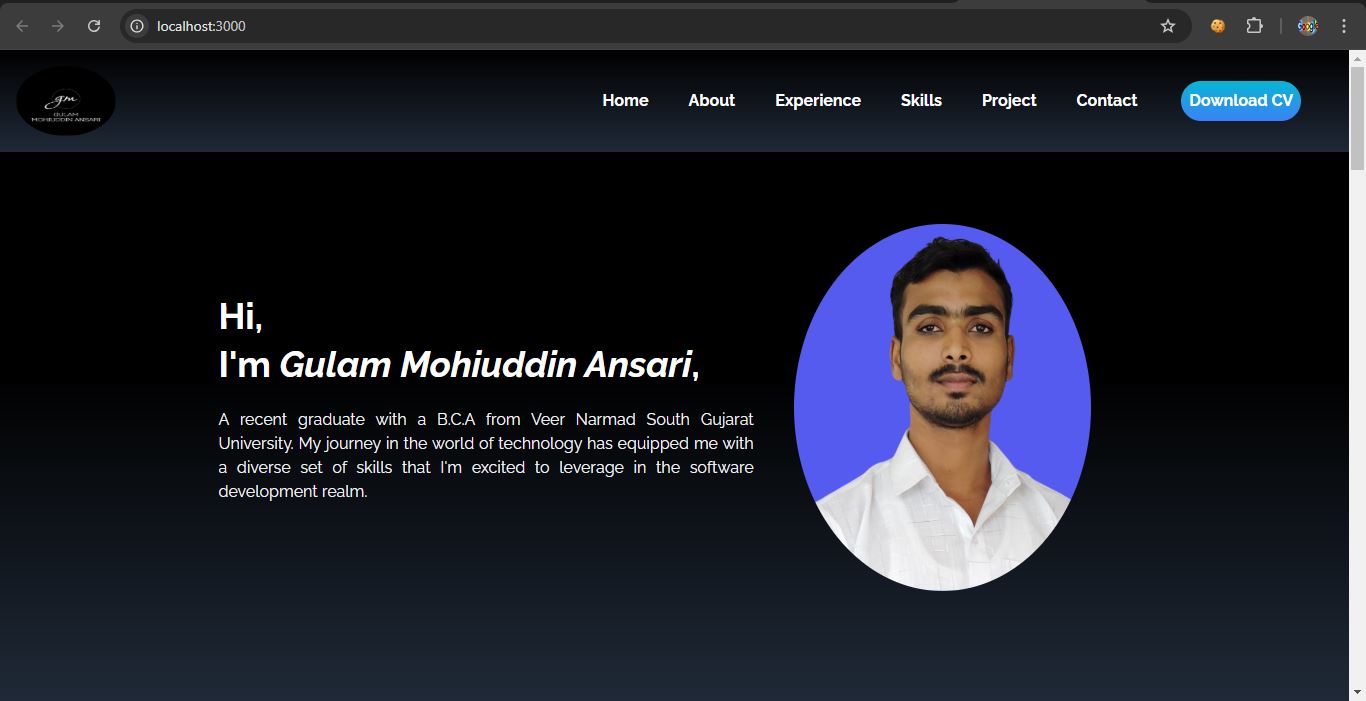 localhost:3000
gm
GULAM
MOHIUDDIN ANSARI
Home About Experience Skills Project Contact Download CV
Hi,
I'm Gulam Mohiuddin Ansari,
A recent graduate with a B.C.A from Veer Narmad South Gujarat
University. My journey in the world of technology has equipped me with
a diverse set of skills that I'm excited to leverage in the software
development realm.